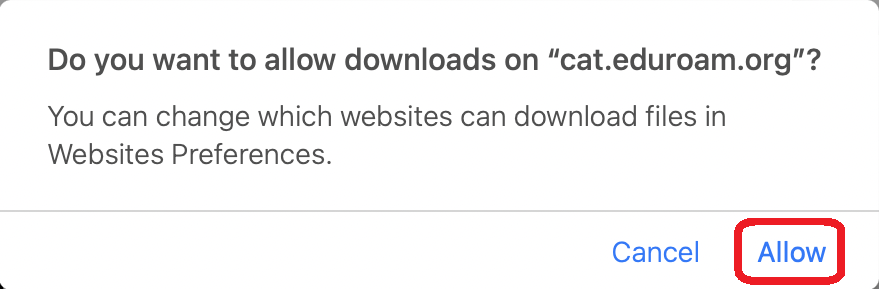 Do you want to allow downloads on “cat.eduroam.org”?
You can change which websites can download files in
Websites Preferences.
Cancel Allow